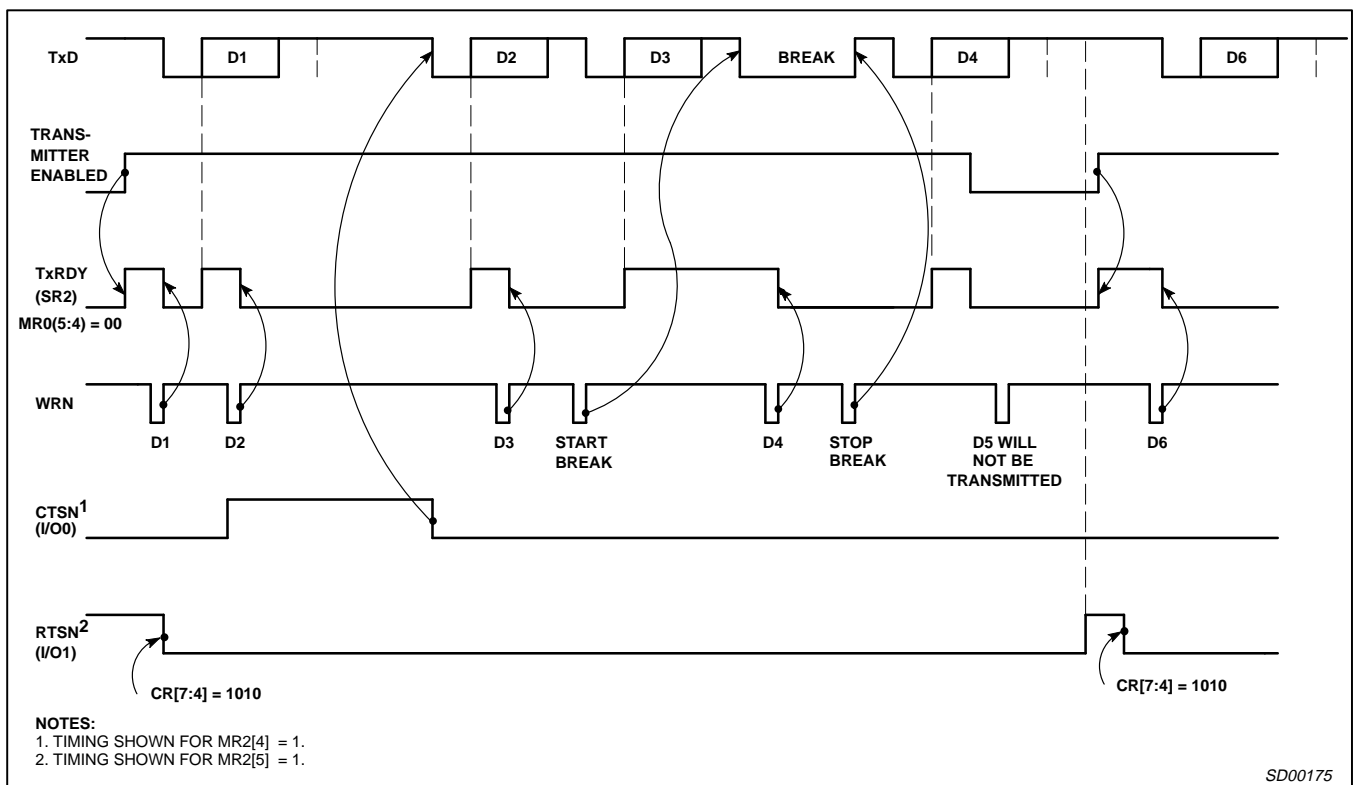 TxD
D1
D2
D3
BREAK
D4
D6
TRANS-
MITTER
ENABLED
TxRDY
(SR2)
MR0(5:4) = 00
WRN
D1
D2
D3
START
BREAK
D4
STOP
BREAK
D5 WILL
NOT BE
TRANSMITTED
D6
CTSN1
(I/O0)
RTSN2
(I/O1)
CR[7:4] = 1010
CR[7:4] = 1010
NOTES:
1. TIMING SHOWN FOR MR2[4] = 1.
2. TIMING SHOWN FOR MR2[5] = 1.
SD00175